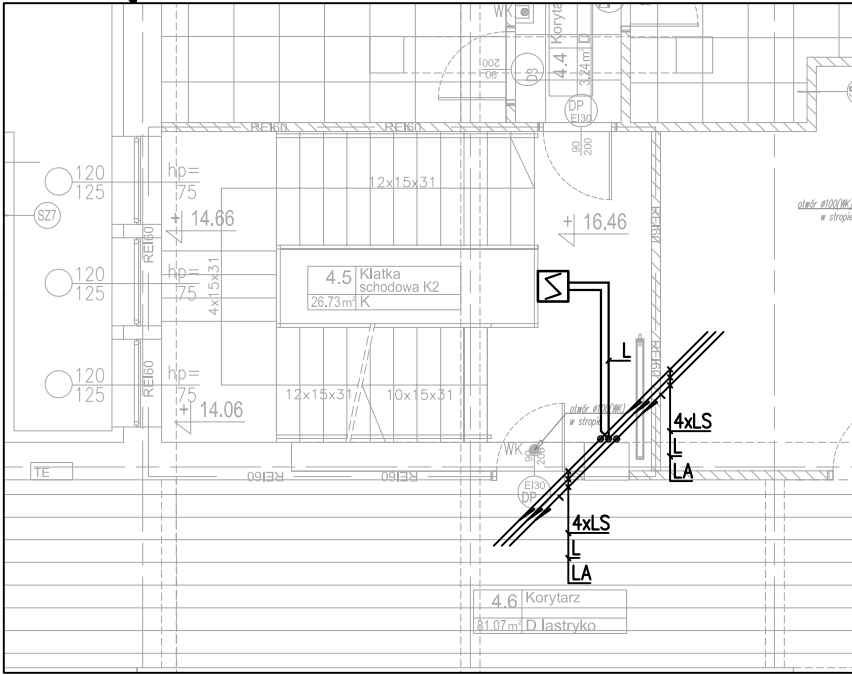 WK
Koryta
4.4
3.24m² D
90
200
D3
DP
EI30
90
200
REI60
REI60
12x15x31
120
125
hp=
75
+ 14.66
+ 16.46
SZ7
REI60
REI60
otwór ø100(WK)
w stropie
120
125
hp=
75
4x15x31
4.5 Klatka
schodowa K2
26.73m² K
L
120
125
hp=
75
REI60
REI60
12x15x31
10x15x31
+ 14.06
otwór ø100(WK)
w stropie
4xLS
L
LA
WK
90
200
TE
REI60
REI60
EI30
DP
4xLS
L
LA
4.6 Korytarz
81.07m² D lastryko